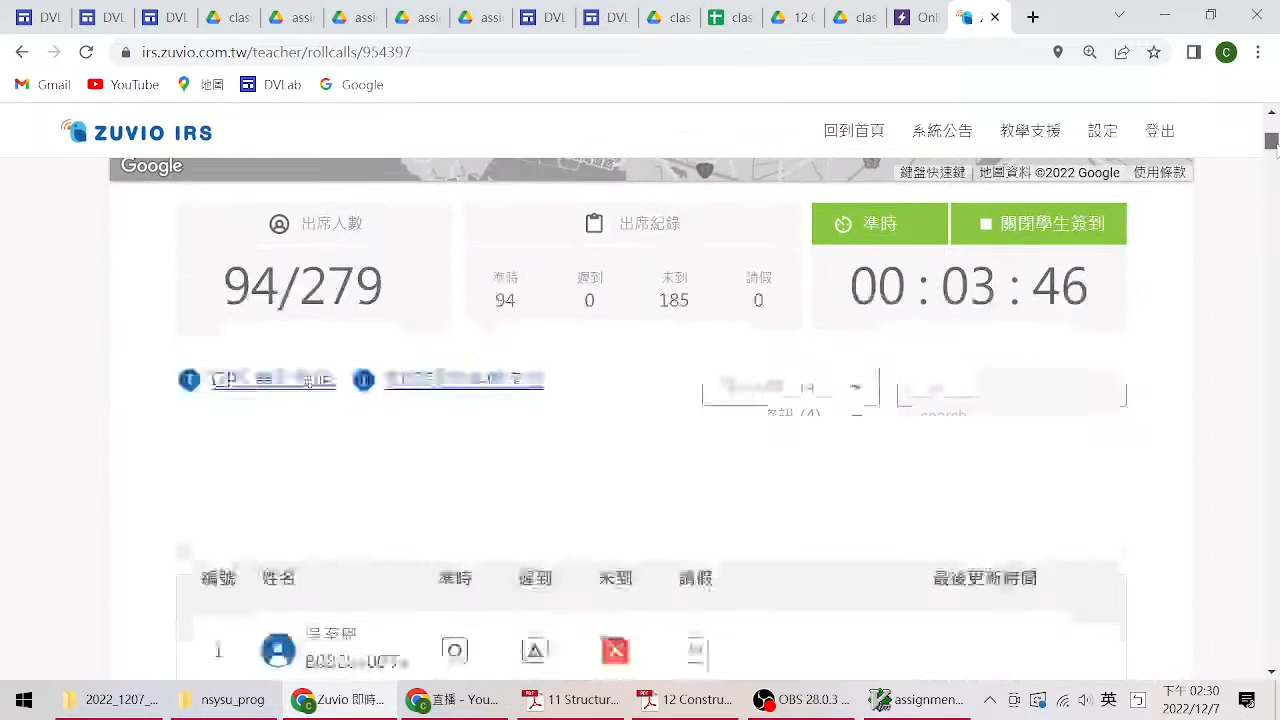 DVL
DVL
DVL
clas
assi
assi
assi
assi
DVL
DVL
clas
clas
12.0
clas
Onli
irs.zuvio.com.tw/teacher/rollcalls/954397
C
Gmail
YouTube
地圖
DVLab
Google
ZUVIO IRS
回到首頁
系統公告
教學支援
設定
登出
Google
鍵盤快速鍵
地圖資料 ©2022 Google
使用條款
出席人數
出席紀錄
準時
關閉學生簽到
94/279
準時
遲到
未到
請假
94
0
185
0
00 : 03 : 46
search
編號
姓名
準時
遲到
未到
請假
最後更新時間
1
2022_1207...
nsysu_prog
Zuvio 即時...
直播 - You...
11 Structur...
12 Constru...
OBS 28.0.3 ...
assignmen...
英
下午 02:30
2022/12/7